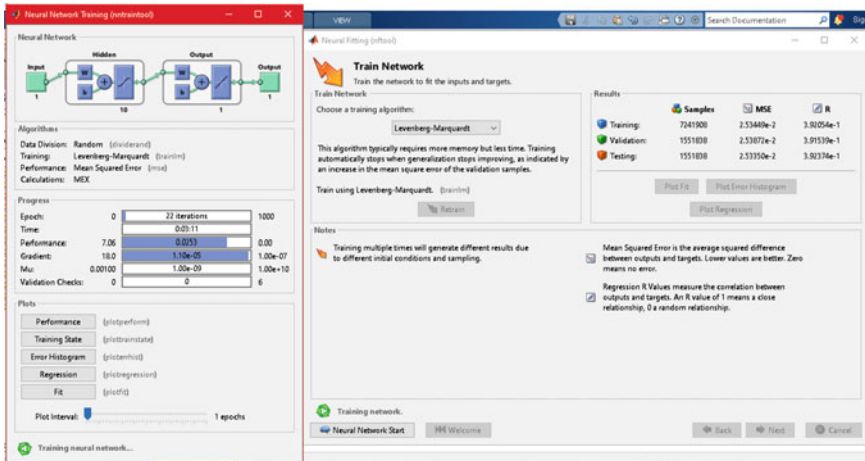 Neural Network Training (nntraintool)
Neural Network
Hidden
Output
Input
Output
W
b
W
b
1
10
1
1
Algorithms
Data Division: Random (dividerand)
Training: Levenberg-Marquardt (trainlm)
Performance: Mean Squared Error (mse)
Calculations: MEX
Progress
Epoch: 0 22 iterations 1000
Time: 0:03:11
Performance: 7.06 0.0253 0.00
Gradient: 18.0 1.10e-05 1.00e-07
Mu: 0.00100 1.00e-09 1.00e+10
Validation Checks: 0 0 6
Plots
Performance (plotperform)
Training State (plottrainstate)
Error Histogram (ploterrhist)
Regression (plotregression)
Fit (plotfit)
Plot Interval: 1 epochs
Training neural network...
VIEW
Search Documentation
Neural Fitting (nftool)
Train Network
Train the network to fit the inputs and targets.
Train Network
Choose a training algorithm:
Levenberg-Marquardt
This algorithm typically requires more memory but less time. Training
automatically stops when generalization stops improving, as indicated by
an increase in the mean square error of the validation samples.
Train using Levenberg-Marquardt. (trainlm)
Retrain
Results
Samples MSE R
Training: 7241908 2.53449e-2 3.92054e-1
Validation: 1551838 2.53872e-2 3.91539e-1
Testing: 1551838 2.53350e-2 3.92374e-1
Plot Fit Plot Error Histogram
Plot Regression
Notes
Training multiple times will generate different results due
to different initial conditions and sampling.
Mean Squared Error is the average squared difference
between outputs and targets. Lower values are better. Zero
means no error.
Regression R Values measure the correlation between
outputs and targets. An R value of 1 means a close
relationship, 0 a random relationship.
Training network.
Neural Network Start Welcome Back Next Cancel